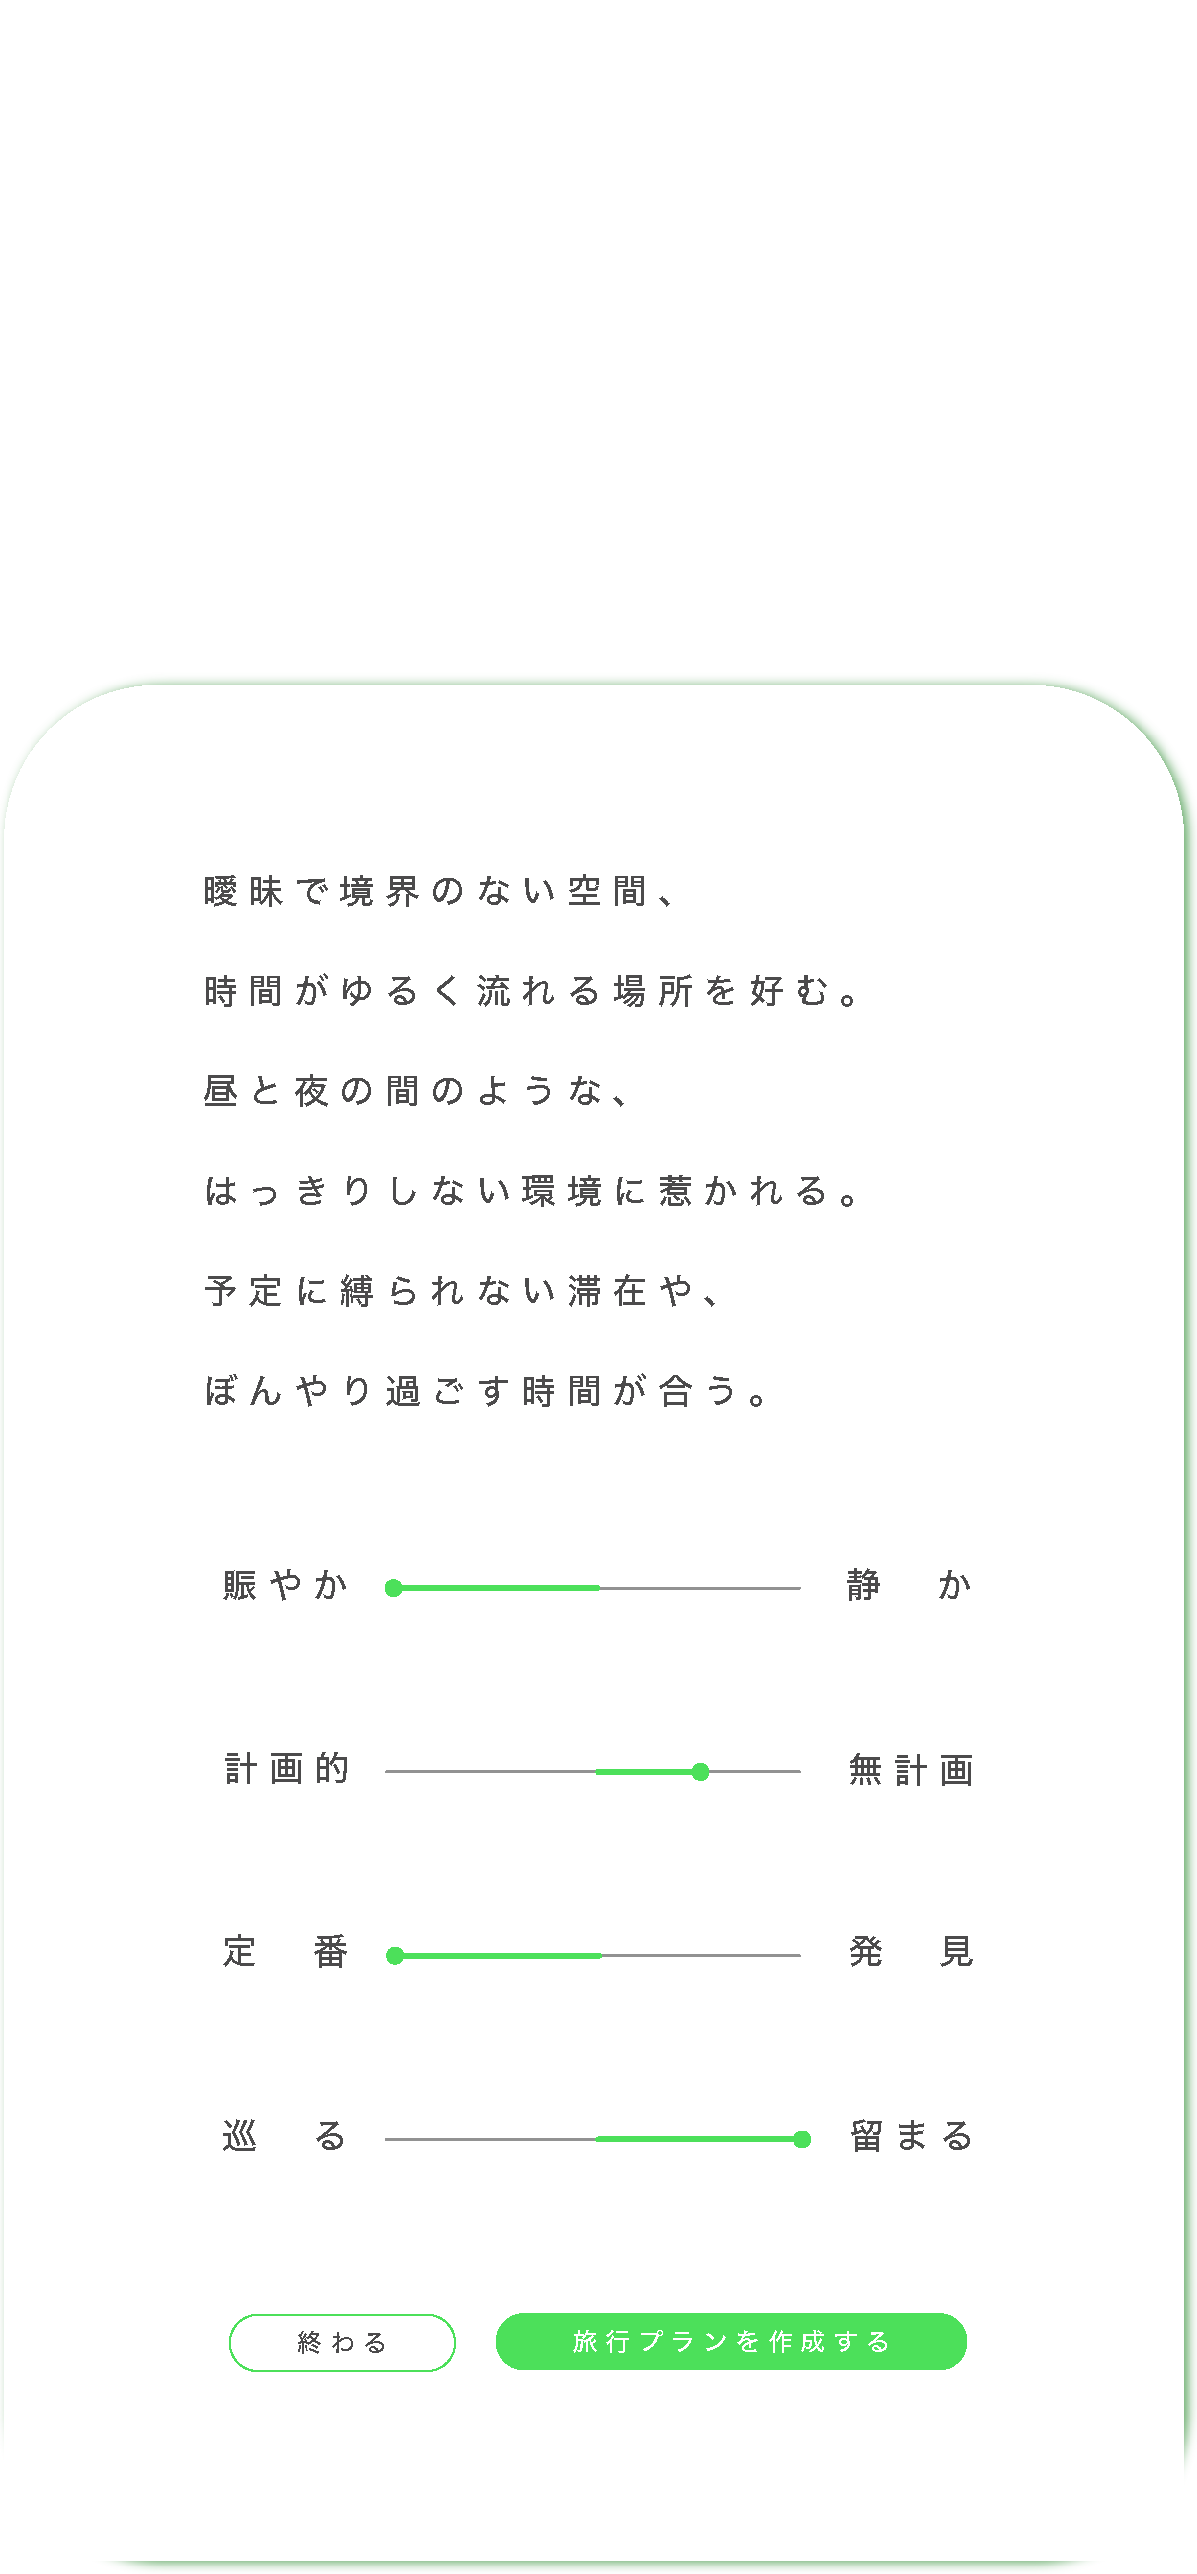 曖昧で境界のない空間、
時間がゆるく流れる場所を好む。
昼と夜の間のような、
はっきりしない環境に惹かれる。
予定に縛られない滞在や、
ぼんやり過ごす時間が合う。
賑やか 静か
計画的 無計画
定番 発見
巡る 留まる
終わる 旅行プランを作成する